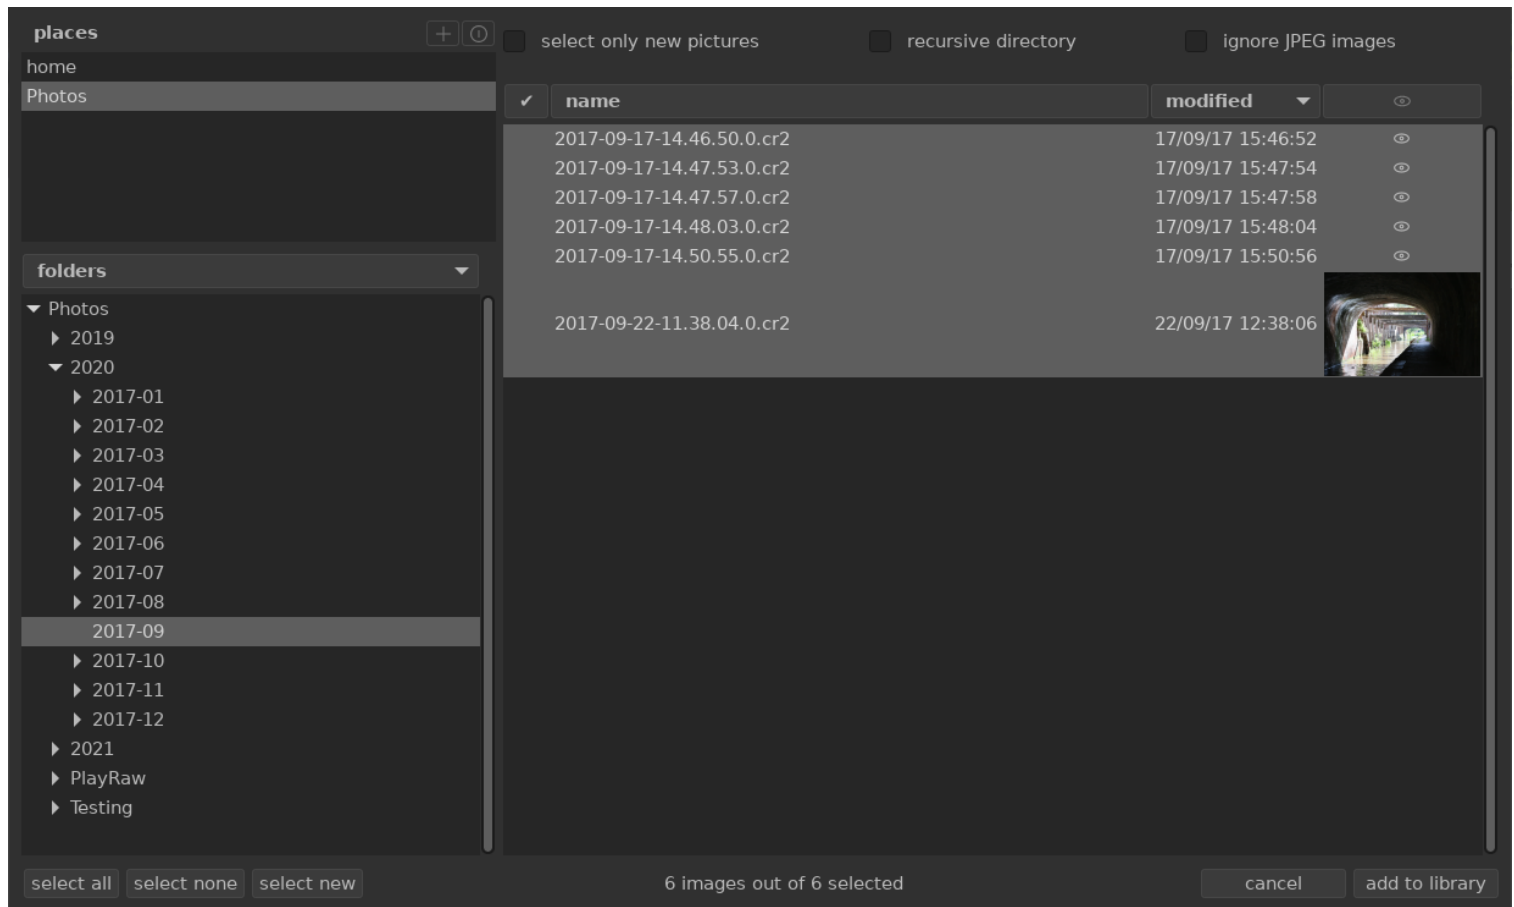 places
home
Photos
folders
Photos
2019
2020
2017-01
2017-02
2017-03
2017-04
2017-05
2017-06
2017-07
2017-08
2017-09
2017-10
2017-11
2017-12
2021
PlayRaw
Testing
select all select none select new
select only new pictures recursive directory ignore JPEG images
✔ name modified
2017-09-17-14.46.50.0.cr2 17/09/17 15:46:52
2017-09-17-14.47.53.0.cr2 17/09/17 15:47:54
2017-09-17-14.47.57.0.cr2 17/09/17 15:47:58
2017-09-17-14.48.03.0.cr2 17/09/17 15:48:04
2017-09-17-14.50.55.0.cr2 17/09/17 15:50:56
2017-09-22-11.38.04.0.cr2 22/09/17 12:38:06
6 images out of 6 selected
cancel add to library